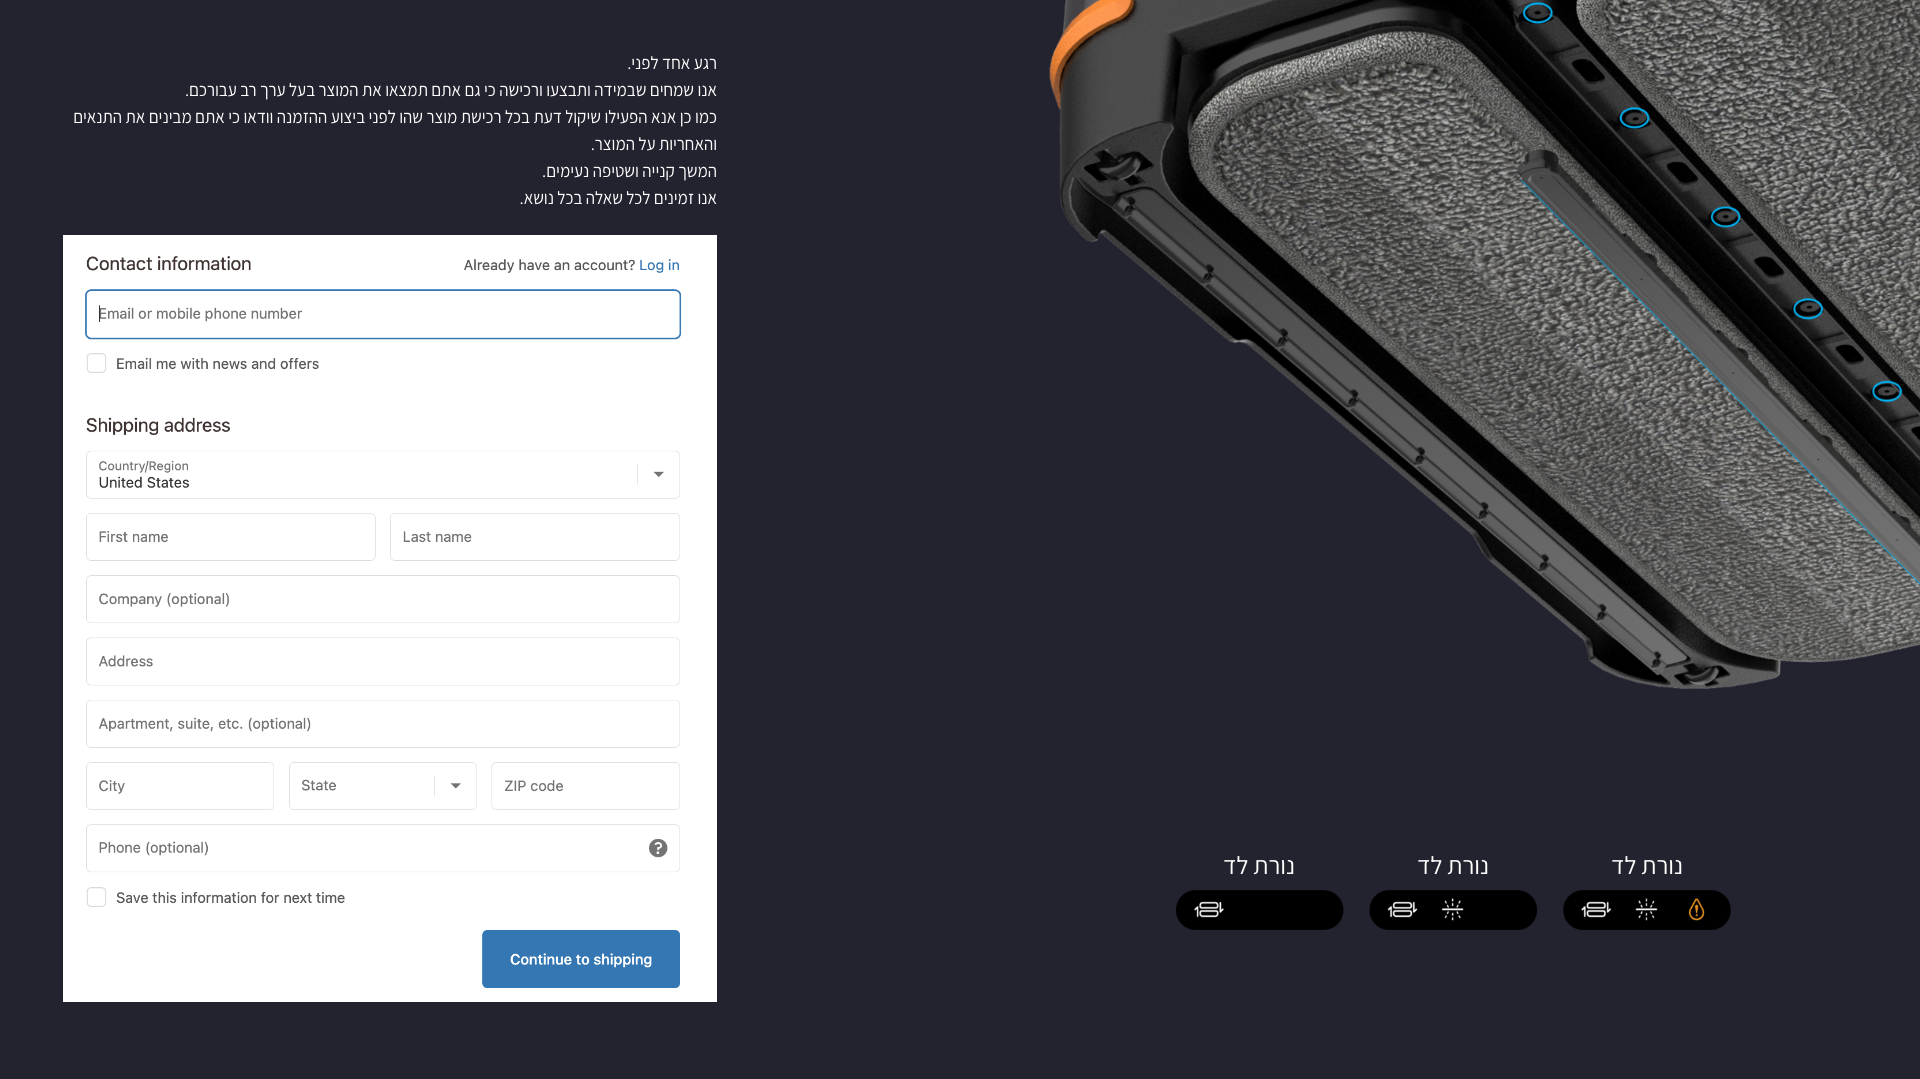 רגע אחד לפני.
אנו שמחים שבמידה ותבצעו ורכישה כי גם אתם תמצאו את המוצר בעל ערך רב עבורכם.
כמו כן אנא הפעילו שיקול דעת בכל רכישת מוצר שהו לפני ביצוע ההזמנה וודאו כי אתם מבינים את התנאים
והאחריות על המוצר.
המשך קנייה ושטיפה נעימים.
אנו זמינים לכל שאלה בכל נושא.
Contact information
Already have an account? Log in
Email or mobile phone number
Email me with news and offers
Shipping address
Country/Region
United States
First name
Last name
Company (optional)
Address
Apartment, suite, etc. (optional)
City
State
ZIP code
Phone (optional)
Save this information for next time
Continue to shipping
נורת לד
נורת לד
נורת לד